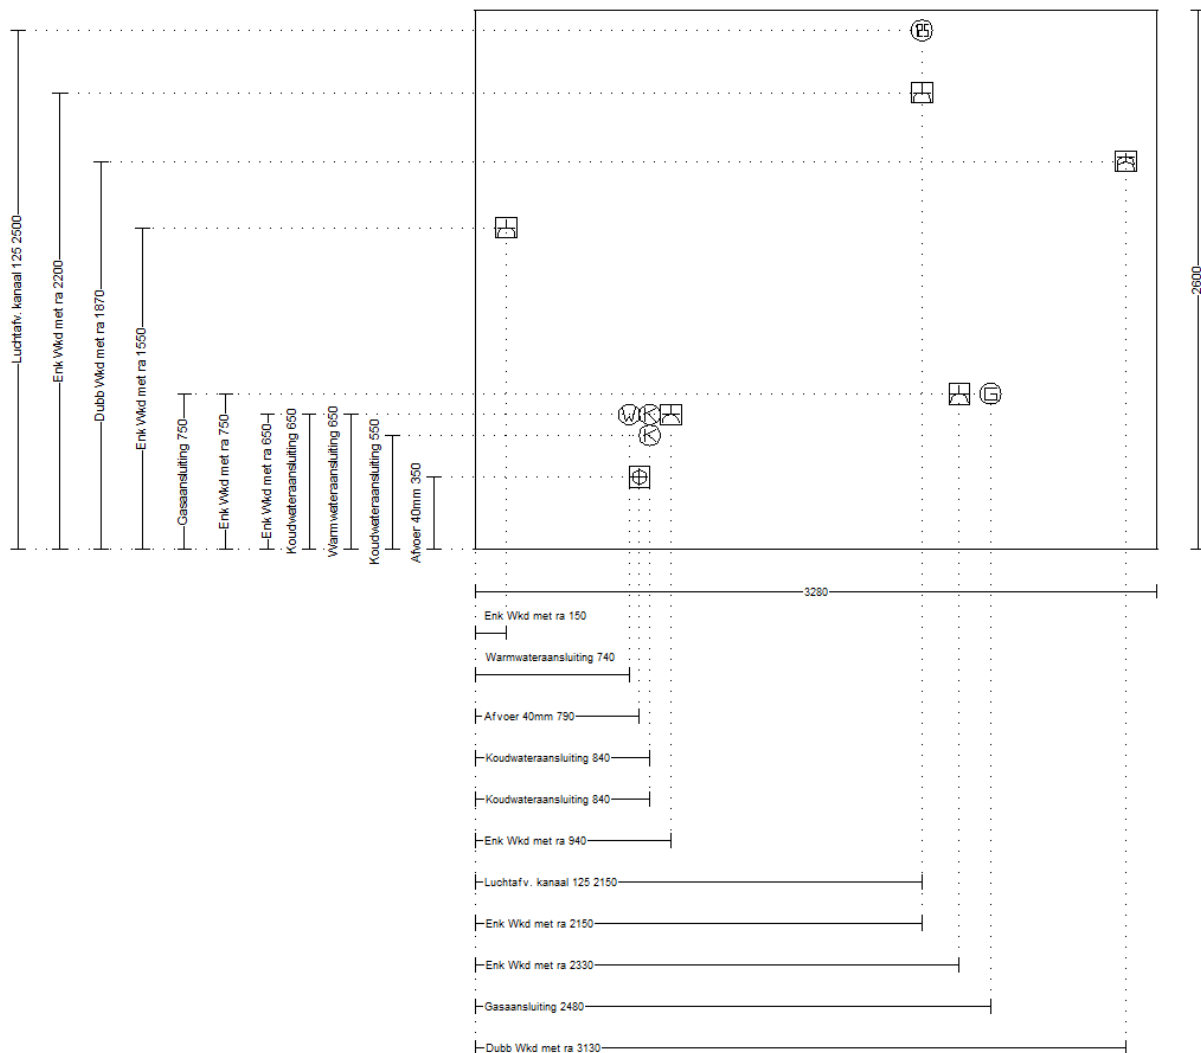 125
Luchtafv. kanaal 125 2500
Enk Wkd met ra 2200
Dubb Wkd met ra 1870
Enk Wkd met ra 1550
Gasaansluiting 750
Enk Wkd met ra 750
Enk Wkd met ra 650
Koudwateraansluiting 650
Warmwateraansluiting 650
Koudwateraansluiting 550
Afvoer 40mm 350
W
K
K
G
2600
3280
Enk Wkd met ra 150
Warmwateraansluiting 740
Afvoer 40mm 790
Koudwateraansluiting 840
Koudwateraansluiting 840
Enk Wkd met ra 940
Luchtafv. kanaal 125 2150
Enk Wkd met ra 2150
Enk Wkd met ra 2330
Gasaansluiting 2480
Dubb Wkd met ra 3130